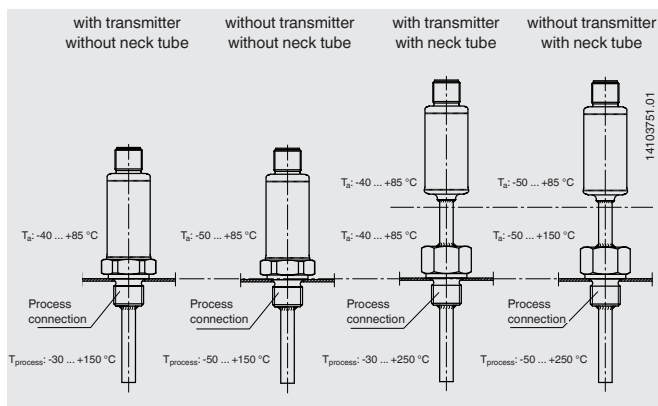 with transmitter
without neck tube
without transmitter
without neck tube
with transmitter
with neck tube
without transmitter
with neck tube
14103751.01
Ta: -40 ... +85 °C
Ta: -50 ... +85 °C
Ta: -40 ... +85 °C
Ta: -50 ... +85 °C
Ta: -40 ... +85 °C
Ta: -50 ... +150 °C
Process
connection
Process
connection
Process
connection
Process
connection
Tprocess: -30 ... +150 °C
Tprocess: -50 ... +150 °C
Tprocess: -30 ... +250 °C
Tprocess: -50 ... +250 °C